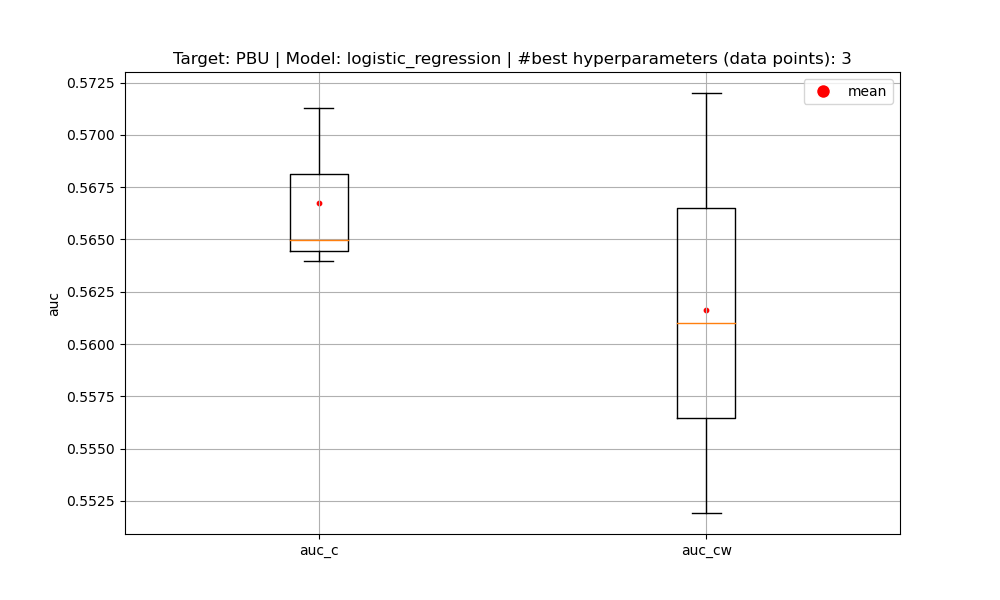 Target: PBU | Model: logistic_regression | #best hyperparameters (data points): 3
mean
0.5725
0.5700
0.5675
0.5650
0.5625
0.5600
0.5575
0.5550
0.5525
auc
auc_c
auc_cw